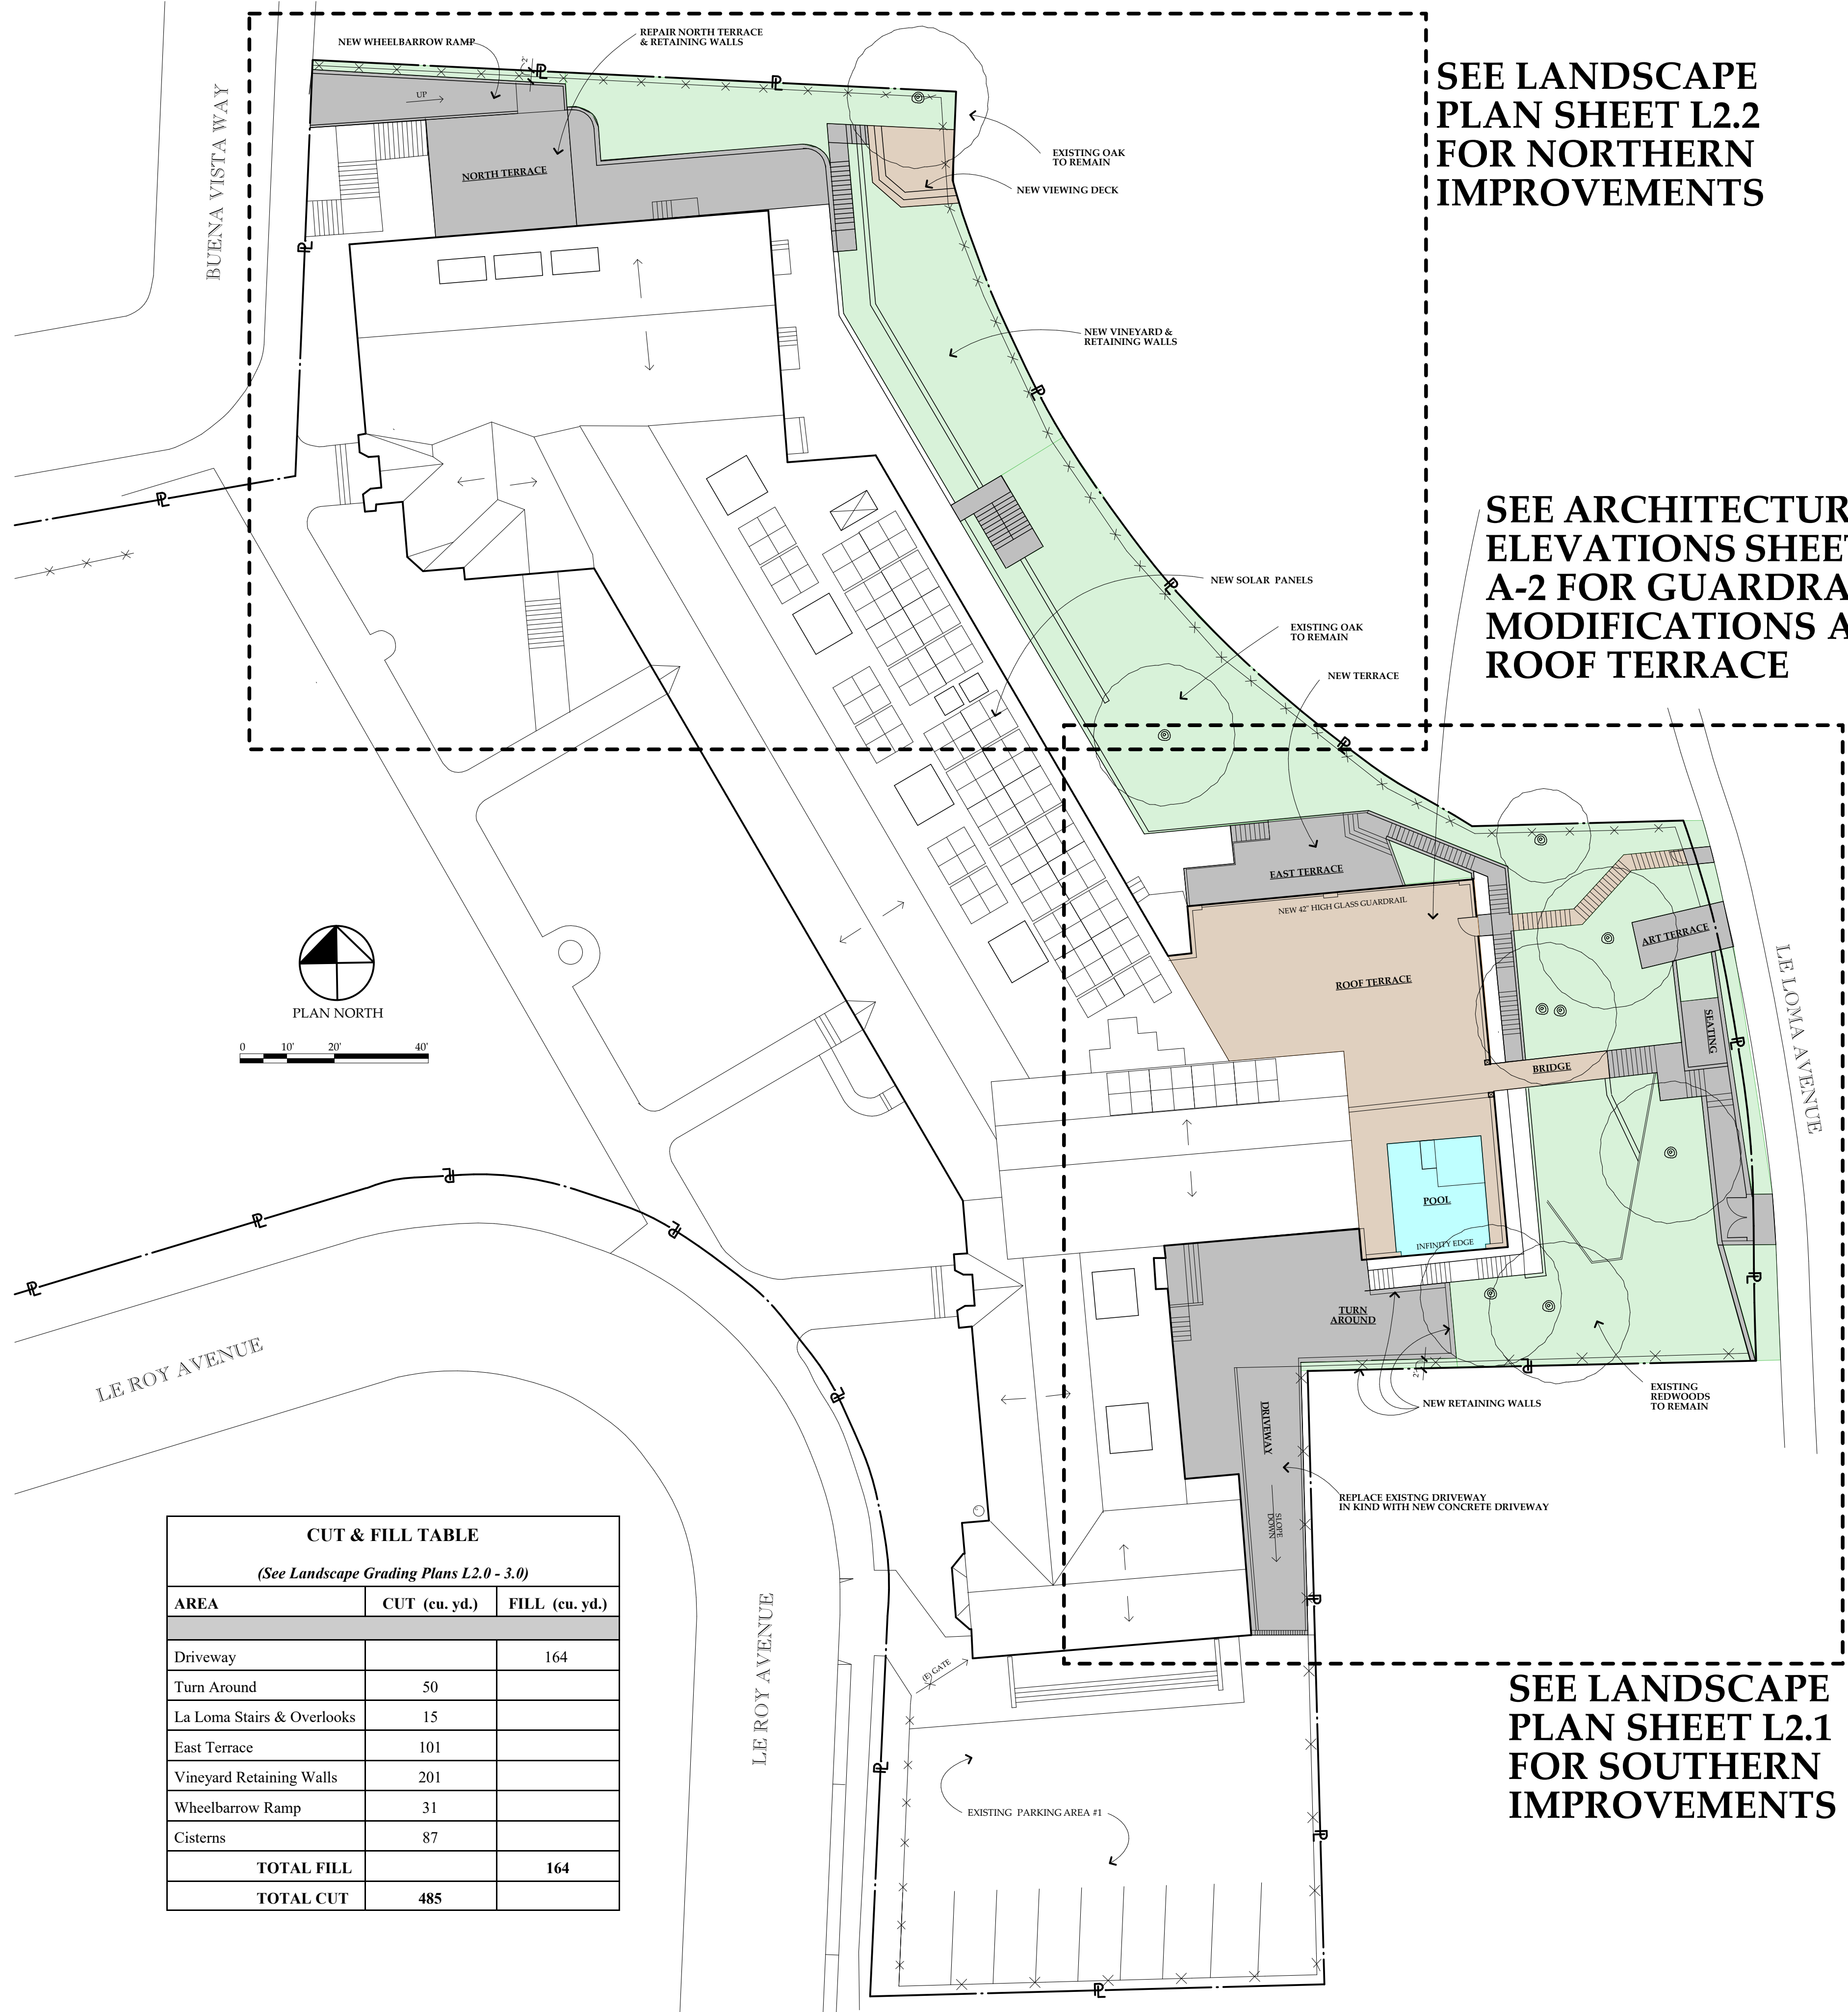 NEW WHEELBARROW RAMP
REPAIR NORTH TERRACE
& RETAINING WALLS
2'
UP
NORTH TERRACE
BUENA VISTA WAY
EXISTING OAK
TO REMAIN
NEW VIEWING DECK
SEE LANDSCAPE
PLAN SHEET L2.2
FOR NORTHERN
IMPROVEMENTS
NEW VINEYARD &
RETAINING WALLS
SEE ARCHITECTUR
ELEVATIONS SHEET
A-2 FOR GUARDRA
MODIFICATIONS A
ROOF TERRACE
NEW SOLAR PANELS
EXISTING OAK
TO REMAIN
NEW TERRACE
EAST TERRACE
NEW 42" HIGH GLASS GUARDRAIL
ROOF TERRACE
ART TERRACE
SEATING
LE LOMA AVENUE
BRIDGE
POOL
INFINITY EDGE
PLAN NORTH
0 10' 20' 40'
TURN
AROUND
2'
DRIVEWAY
SLOPE
DOWN
NEW RETAINING WALLS
EXISTING
REDWOODS
TO REMAIN
REPLACE EXISTNG DRIVEWAY
IN KIND WITH NEW CONCRETE DRIVEWAY
LE ROY AVENUE
LE ROY AVENUE
(E) GATE
EXISTING PARKING AREA #1
SEE LANDSCAPE
PLAN SHEET L2.1
FOR SOUTHERN
IMPROVEMENTS
CUT & FILL TABLE
(See Landscape Grading Plans L2.0 - 3.0)
AREA CUT (cu. yd.) FILL (cu. yd.)
Driveway 164
Turn Around 50
La Loma Stairs & Overlooks 15
East Terrace 101
Vineyard Retaining Walls 201
Wheelbarrow Ramp 31
Cisterns 87
TOTAL FILL 164
TOTAL CUT 485